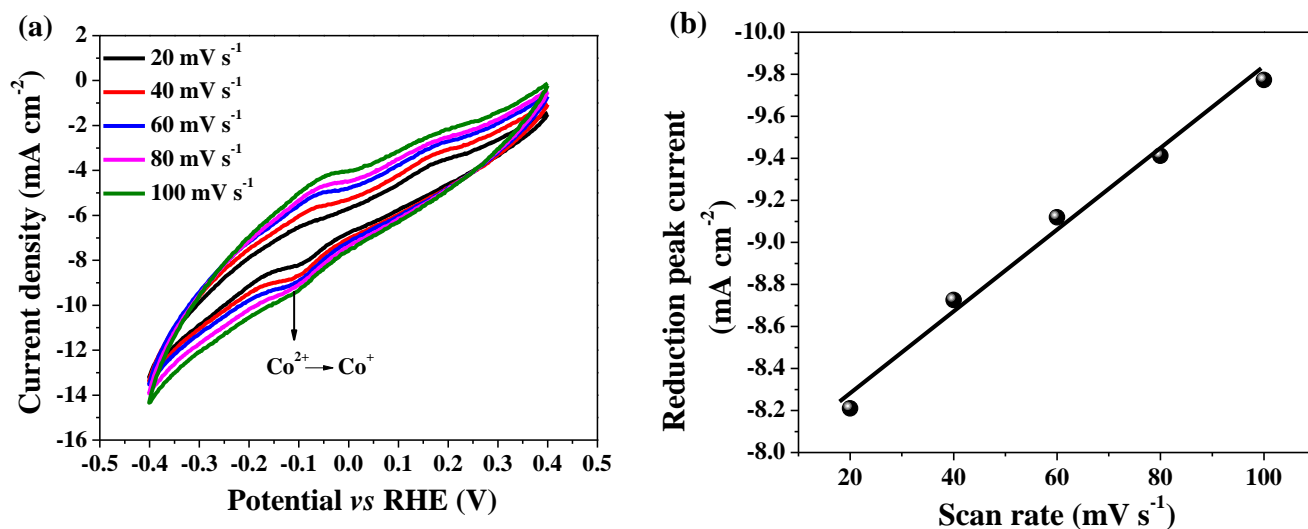 (a)
20 mV s⁻¹
40 mV s⁻¹
60 mV s⁻¹
80 mV s⁻¹
100 mV s⁻¹
2
0
-2
-4
-6
-8
-10
-12
-14
-16
Current density (mA cm⁻²)
Co²⁺ → Co⁺
-0.5 -0.4 -0.3 -0.2 -0.1 0.0 0.1 0.2 0.3 0.4 0.5
Potential vs RHE (V)
(b)
-10.0
-9.8
-9.6
-9.4
-9.2
-9.0
-8.8
-8.6
-8.4
-8.2
-8.0
Reduction peak current
(mA cm⁻²)
20 40 60 80 100
Scan rate (mV s⁻¹)